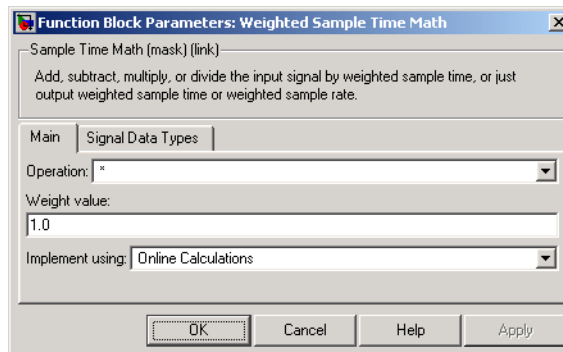 Function Block Parameters: Weighted Sample Time Math
Sample Time Math (mask) (link)
Add, subtract, multiply, or divide the input signal by weighted sample time, or just
output weighted sample time or weighted sample rate.
Main Signal Data Types
Operation: *
Weight value:
1.0
Implement using: Online Calculations
OK Cancel Help Apply